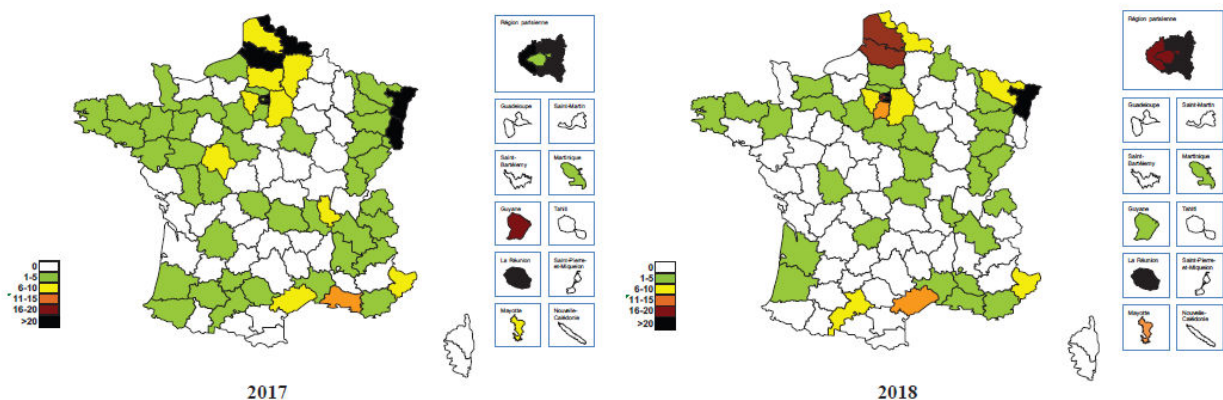 Région parisienne
Guadeloupe
Saint-Martin
Saint-
Barthélemy
Martinique
Guyane
Tahiti
La Réunion
Saint-Pierre-
et-Miquelon
Mayotte
Nouvelle-
Calédonie
0
1-5
6-10
11-15
16-20
>20
2017
Région parisienne
Guadeloupe
Saint-Martin
Saint-
Barthélemy
Martinique
Guyane
Tahiti
La Réunion
Saint-Pierre-
et-Miquelon
Mayotte
Nouvelle-
Calédonie
0
1-5
6-10
11-15
16-20
>20
2018